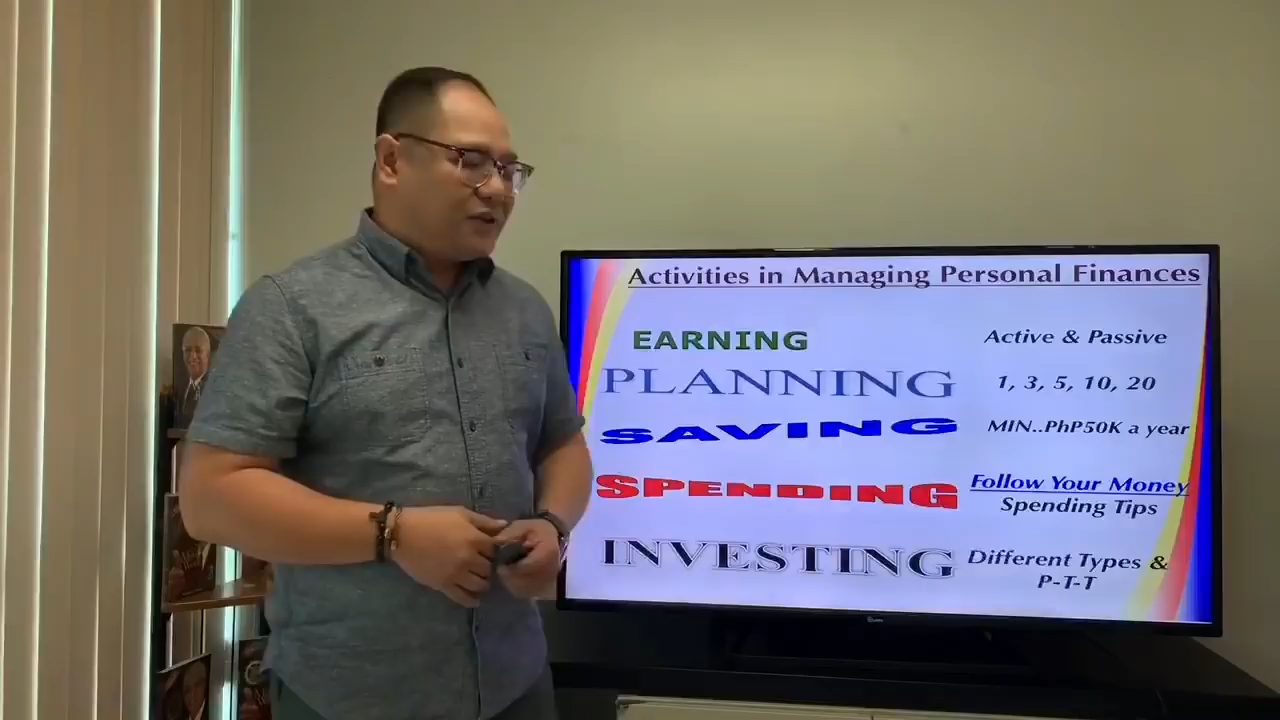 Activities in Managing Personal Finances
EARNING Active & Passive
PLANNING 1, 3, 5, 10, 20
SAVING MIN..PhP50K a year
SPENDING Follow Your Money
Spending Tips
INVESTING Different Types &
P-T-T